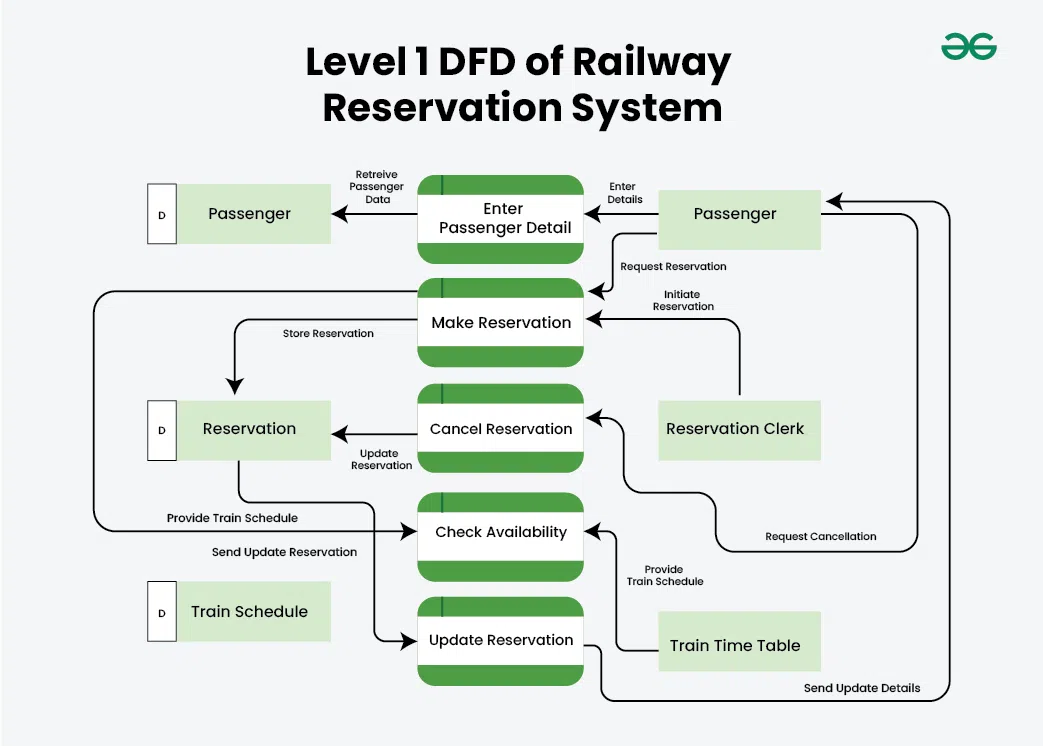 Level 1 DFD of Railway
Reservation System
Retreive
Passenger
Data
Enter
Details
D
Passenger
Enter
Passenger Detail
Passenger
Request Reservation
Initiate
Reservation
Store Reservation
Make Reservation
D
Reservation
Cancel Reservation
Reservation Clerk
Update
Reservation
Provide Train Schedule
Check Availability
Request Cancellation
Send Update Reservation
Provide
Train Schedule
D
Train Schedule
Update Reservation
Train Time Table
Send Update Details